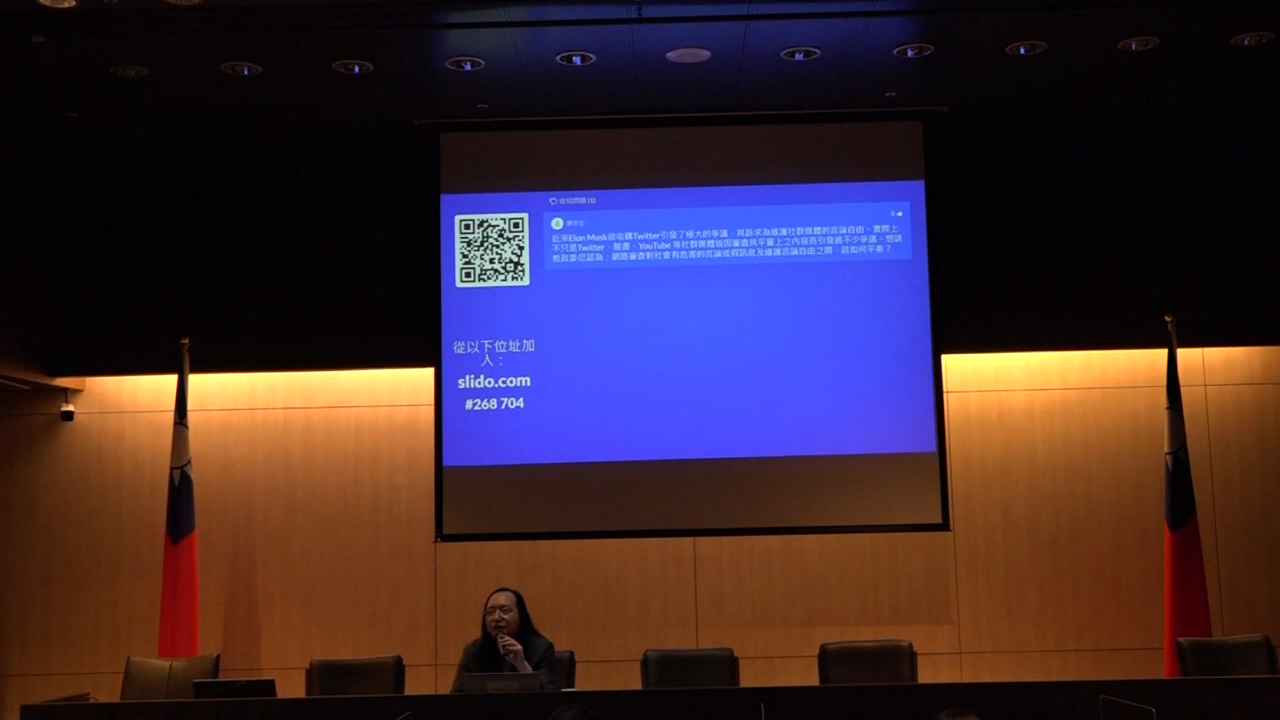 從以下位址加
入：
slido.com
#268 704
近來Elon Musk欲收購Twitter引發了極大的爭議，其訴求為維護社群媒體的言論自由。實際上
不只是Twitter、臉書、YouTube 等社群媒體皆因審查其平臺上之內容而引發過不少爭議。想請
教政委您認為：網路審查對社會有危害的言論或假訊息及維護言論自由之間，該如何平衡？